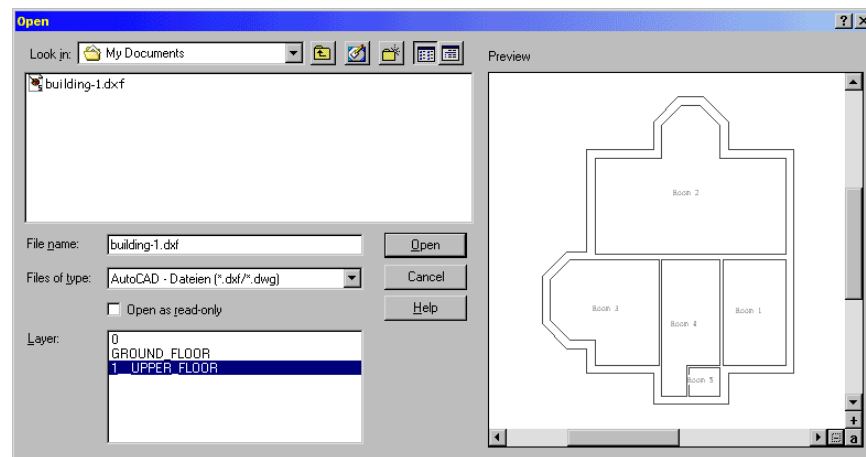 Open
Look in: My Documents
Preview
building-1.dxf
Room 2
File name: building-1.dxf Open
Files of type: AutoCAD - Dateien (*.dxf/*.dwg) Cancel
Open as read-only Help
Room 3
Room 4
Room 1
Layer: 0
GROUND_FLOOR
1__UPPER_FLOOR
Room 5
+
a